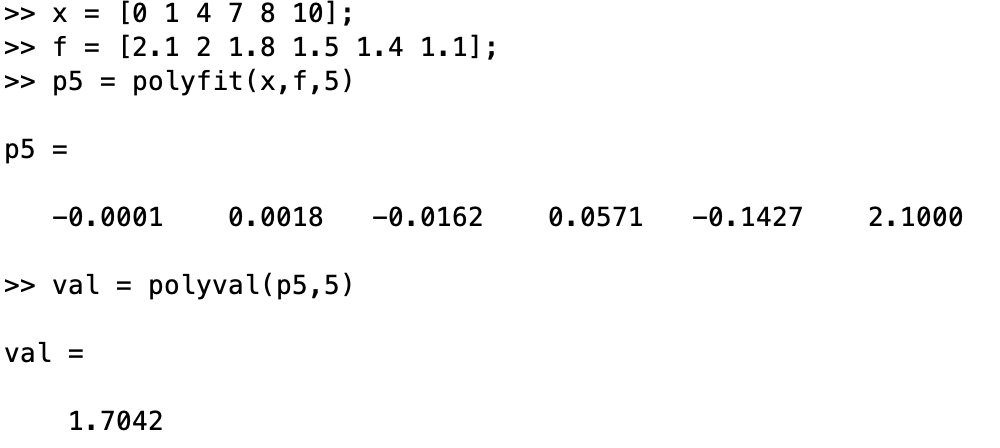 >> x = [0 1 4 7 8 10];
>> f = [2.1 2 1.8 1.5 1.4 1.1];
>> p5 = polyfit(x,f,5)
p5 =
-0.0001 0.0018 -0.0162 0.0571 -0.1427 2.1000
>> val = polyval(p5,5)
val =
1.7042